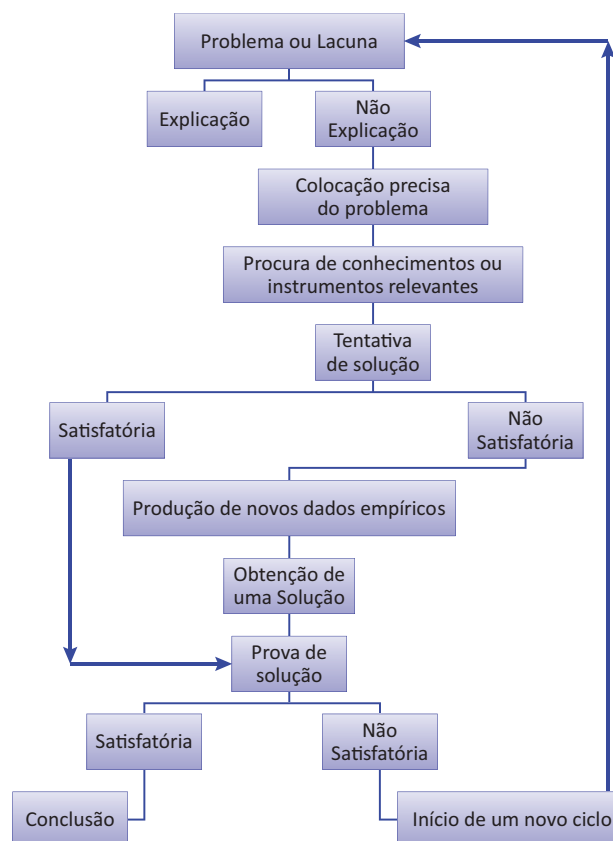 Problema ou Lacuna
Explicação
Não
Explicação
Colocação precisa
do problema
Procura de conhecimentos ou
instrumentos relevantes
Tentativa
de solução
Satisfatória
Não
Satisfatória
Produção de novos dados empíricos
Obtenção de
uma Solução
Prova de
solução
Satisfatória
Não
Satisfatória
Conclusão
Início de um novo ciclo